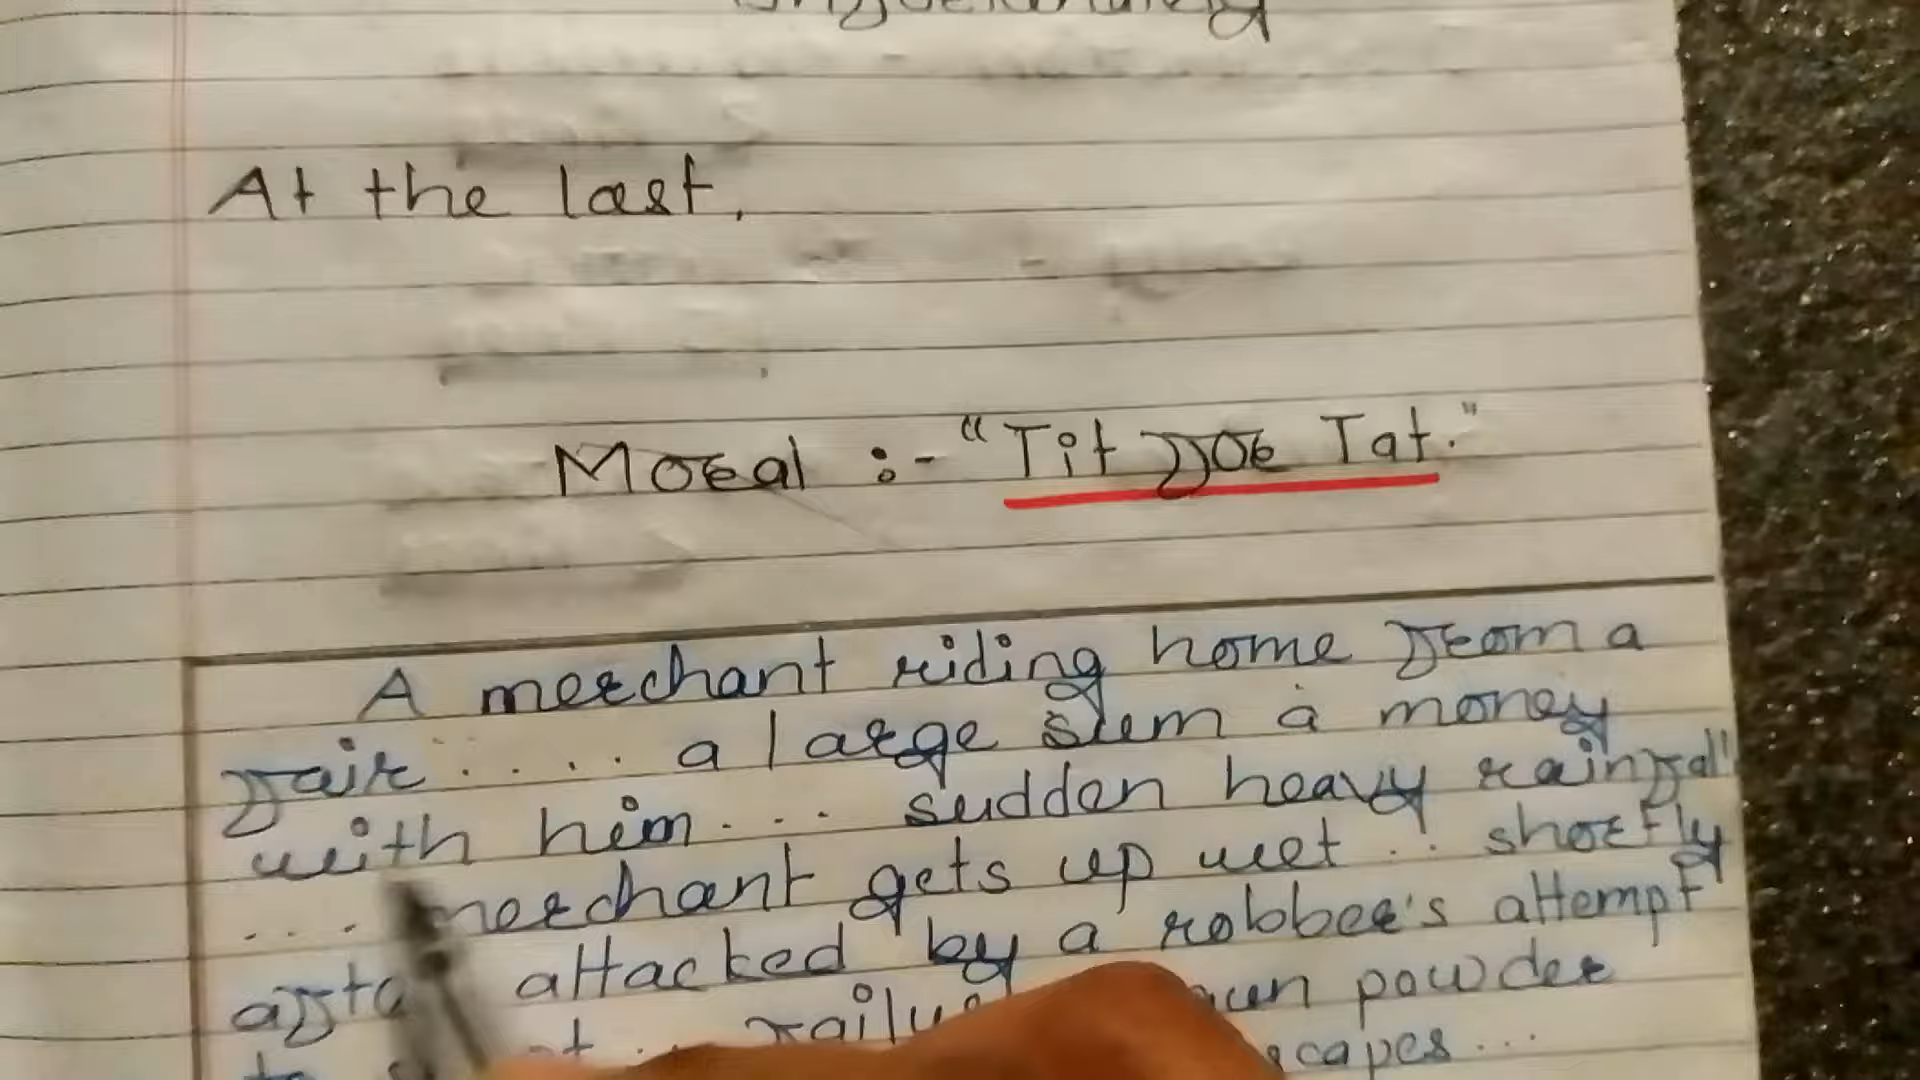 At the last,
Moral :- "Tit for Tat."
A merchant riding home from a
fair .... a large sum a money
with him ... sudden heavy rainfall
... merchant gets up wet .. shortly
attacked by a robber's attempt
gun powder